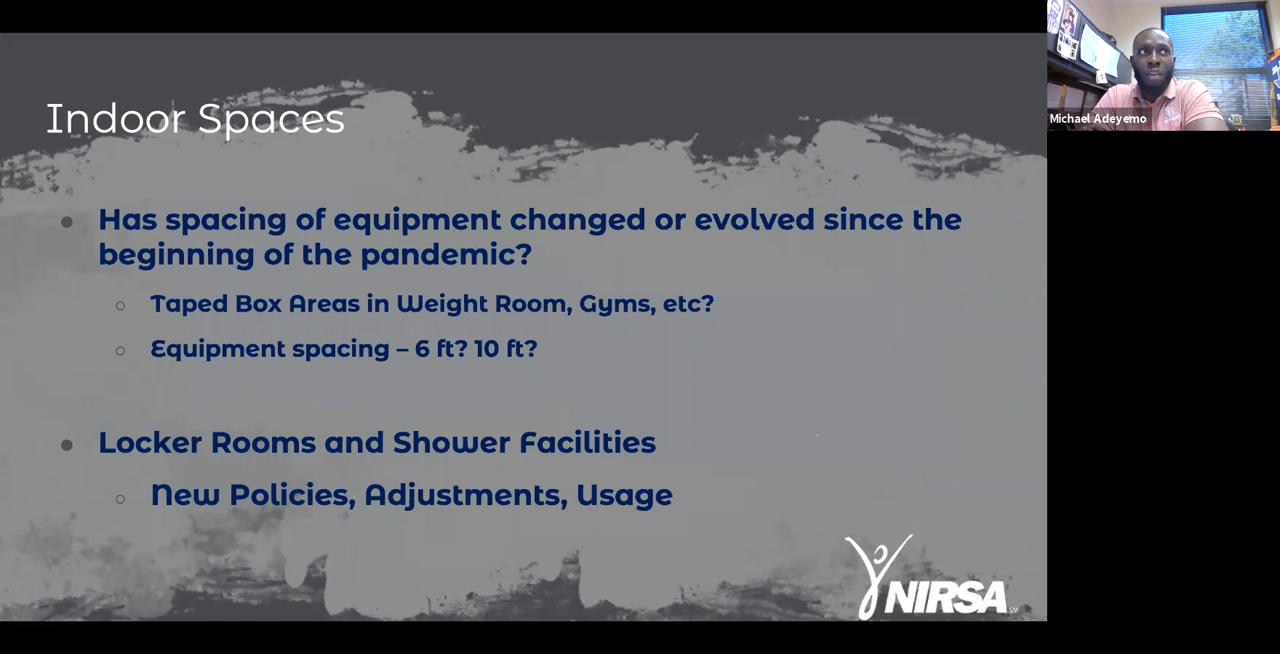 Indoor Spaces
Has spacing of equipment changed or evolved since the
beginning of the pandemic?
Taped Box Areas in Weight Room, Gyms, etc?
Equipment spacing – 6 ft? 10 ft?
Locker Rooms and Shower Facilities
New Policies, Adjustments, Usage
NIRSA
SM
Michael Adeyemo